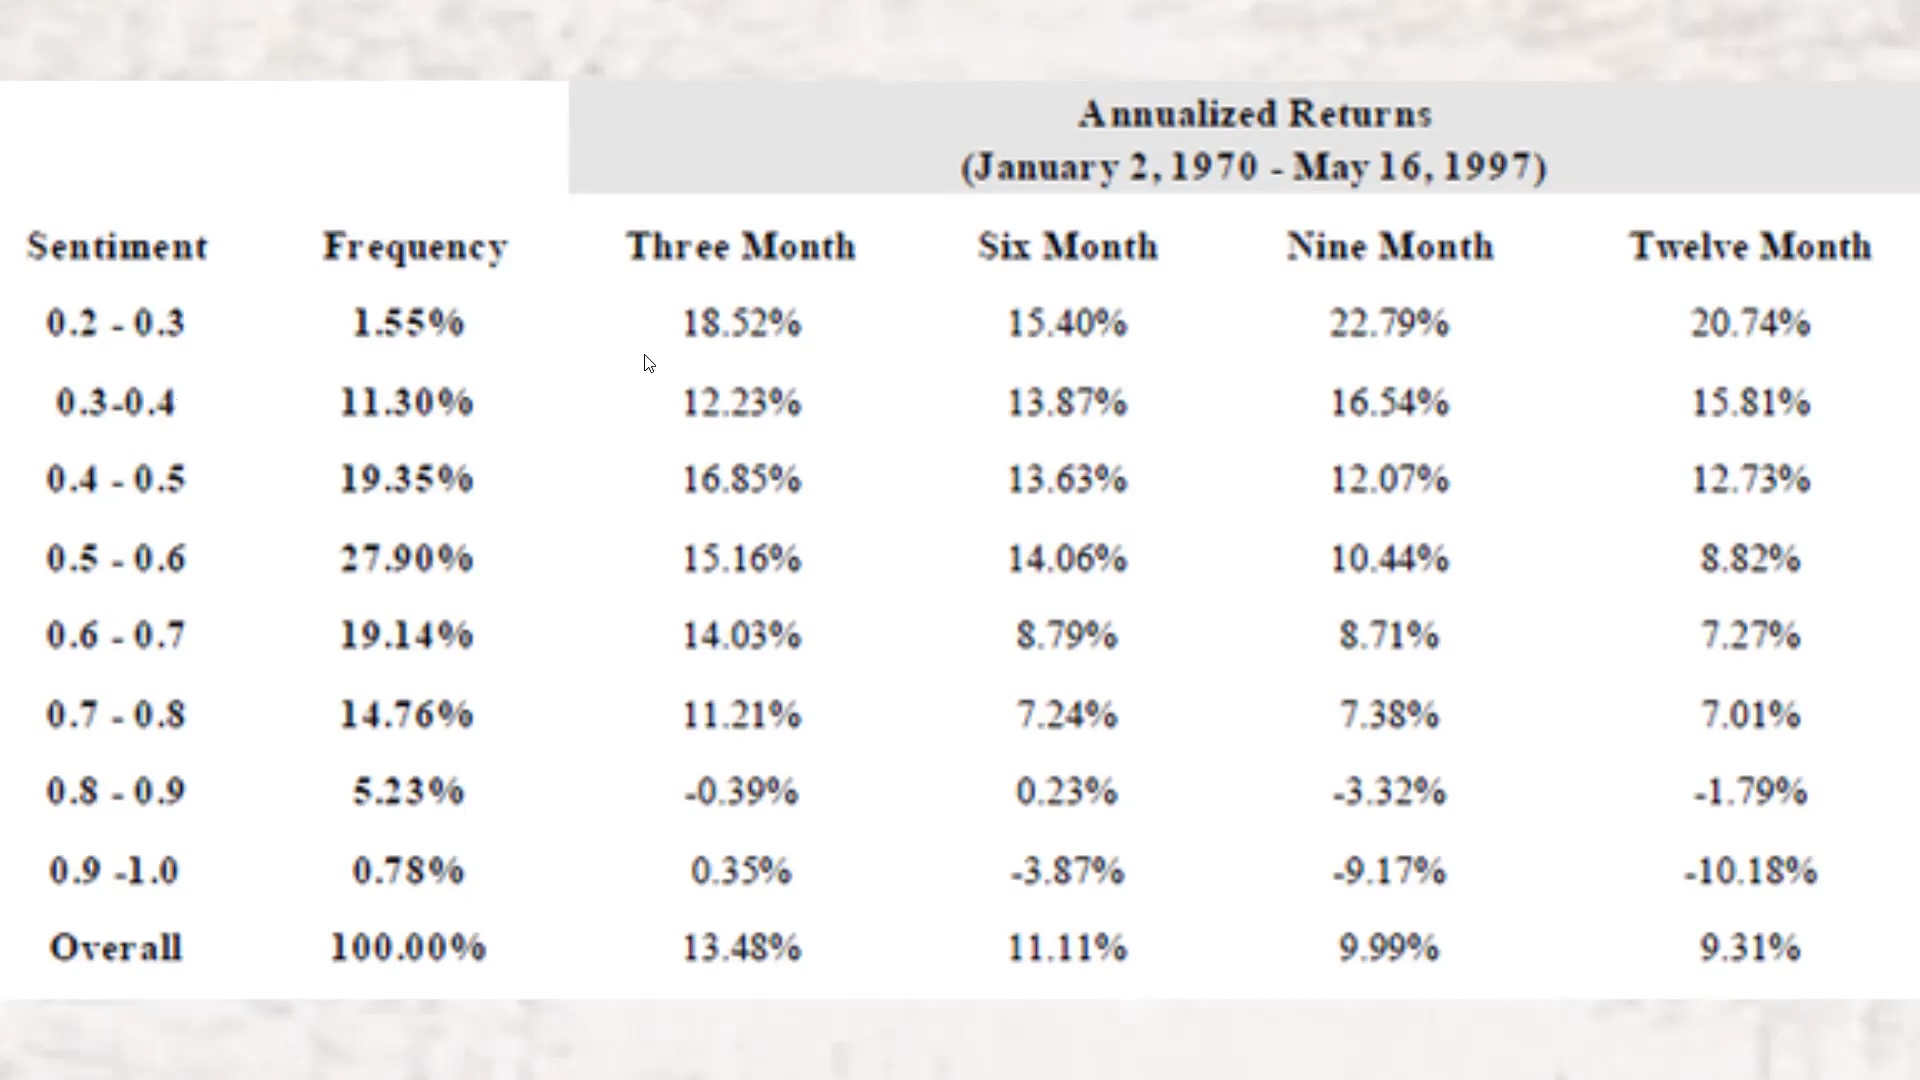 Annualized Returns
(January 2, 1970 - May 16, 1997)
Sentiment Frequency Three Month Six Month Nine Month Twelve Month
0.2 - 0.3 1.55% 18.52% 15.40% 22.79% 20.74%
0.3-0.4 11.30% 12.23% 13.87% 16.54% 15.81%
0.4 - 0.5 19.35% 16.85% 13.63% 12.07% 12.73%
0.5 - 0.6 27.90% 15.16% 14.06% 10.44% 8.82%
0.6 - 0.7 19.14% 14.03% 8.79% 8.71% 7.27%
0.7 - 0.8 14.76% 11.21% 7.24% 7.38% 7.01%
0.8 - 0.9 5.23% -0.39% 0.23% -3.32% -1.79%
0.9 -1.0 0.78% 0.35% -3.87% -9.17% -10.18%
Overall 100.00% 13.48% 11.11% 9.99% 9.31%